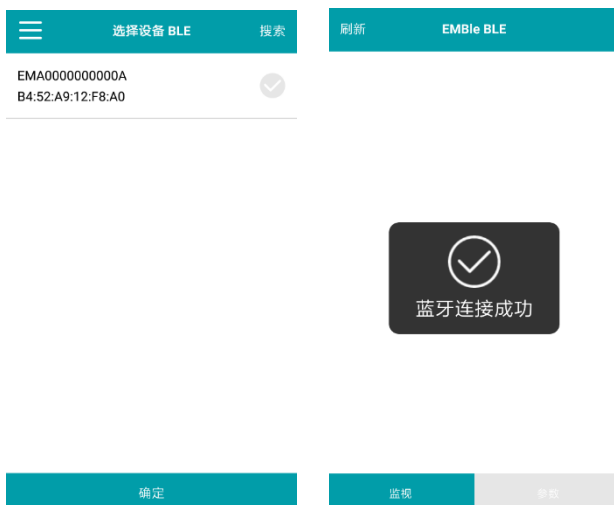 选择设备 BLE
搜索
EMA0000000000A
B4:52:A9:12:F8:A0
确定
刷新
EMBle BLE
蓝牙连接成功
监视
参数